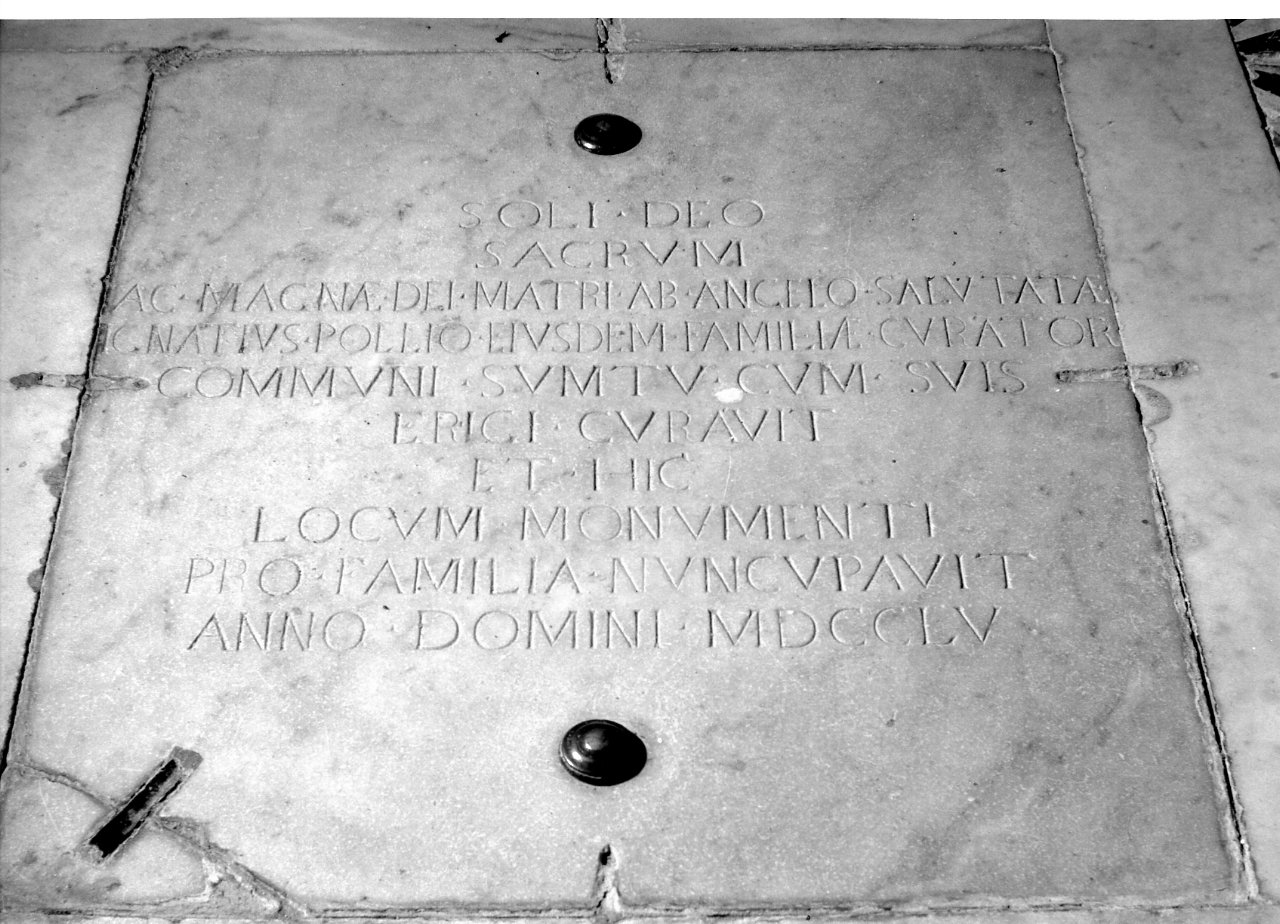 SOLI · DEO
SACRVM
AC · MAGNÆ · DEI · MATRI · AB · ANGELO · SALVTATÆ
IGNATIVS · POLLIO · EIVSDEM · FAMILIÆ · CVRATOR
COMMVNI · SVMTV · CVM · SVIS
ERIGI · CVRAVIT
ET · HIC
LOCVM · MONVMENTI
PRO · FAMILIA · NVNCVPAVIT
ANNO · DOMINI · MDCCLV